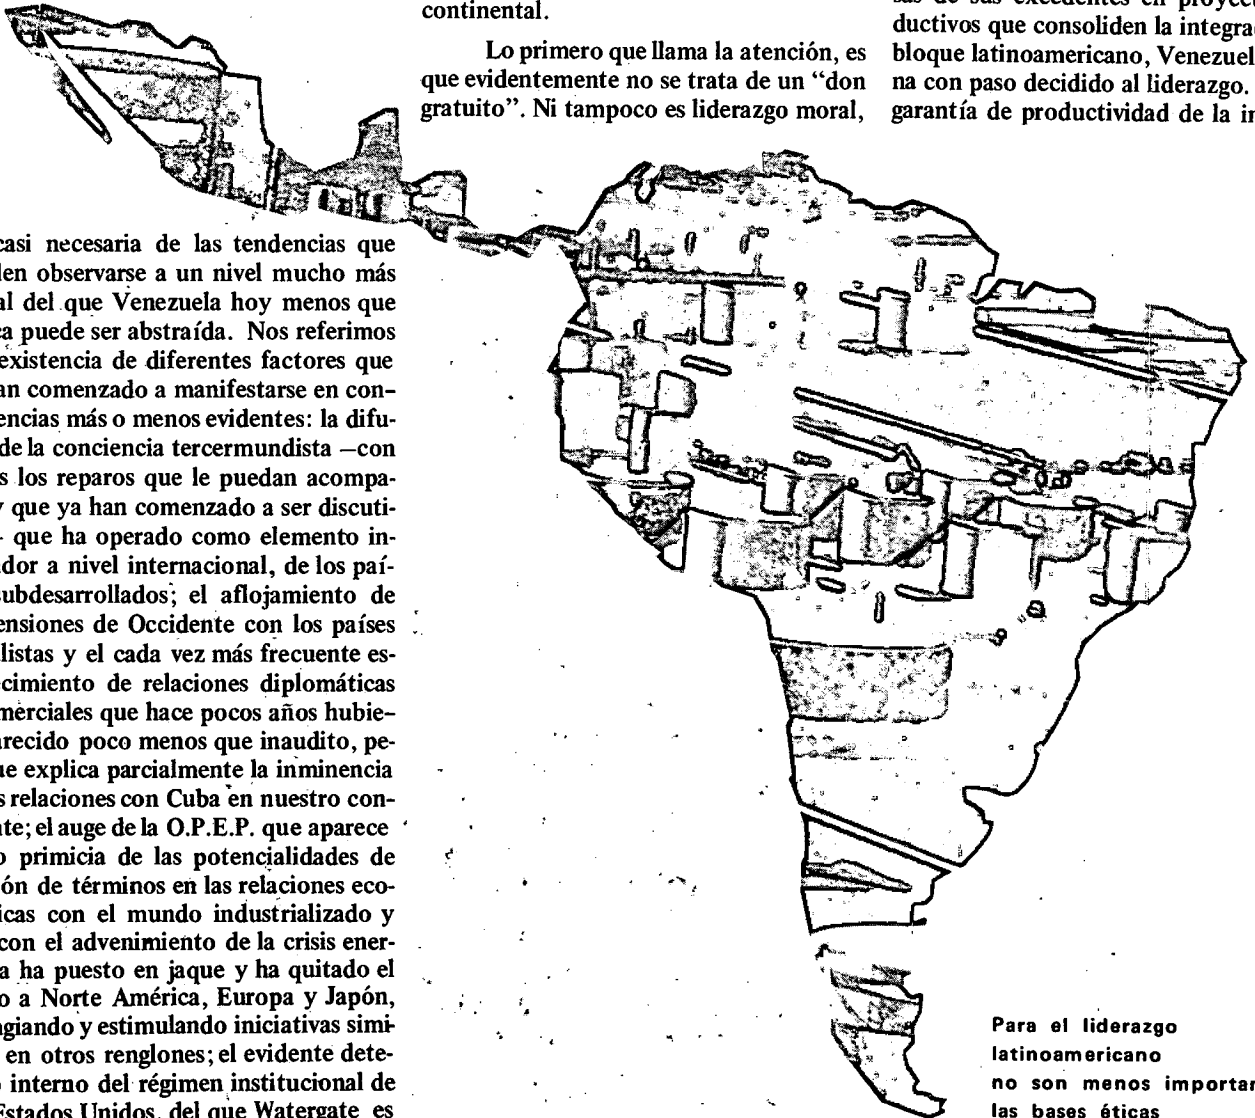 casi necesaria de las tendencias que
den observarse a un nivel mucho más
al del que Venezuela hoy menos que
ca puede ser abstraída. Nos referimos
existencia de diferentes factores que
an comenzado a manifestarse en con–
encias más o menos evidentes: la difu–
de la conciencia tercermundista —con
s los reparos que le puedan acompa–
y que ya han comenzado a ser discuti–
– que ha operado como elemento in–
dor a nivel internacional, de los paí–
subdesarrollados; el aflojamiento de
ensiones de Occidente con los países
listas y el cada vez más frecuente es–
cimiento de relaciones diplomáticas
merciales que hace pocos años hubie–
arecido poco menos que inaudito, pe–
ue explica parcialmente la inminencia
s relaciones con Cuba en nuestro con–
te; el auge de la O.P.E.P. que aparece
o primicia de las potencialidades de
ón de términos en las relaciones eco–
icas con el mundo industrializado y
con el advenimiento de la crisis ener–
a ha puesto en jaque y ha quitado el
o a Norte América, Europa y Japón,
agiando y estimulando iniciativas simi–
en otros renglones; el evidente dete–
o interno del régimen institucional de
Estados Unidos, del que Watergate es
continental.
Lo primero que llama la atención, es
que evidentemente no se trata de un “don
gratuito”. Ni tampoco es liderazgo moral,
sas de sus excedentes en proyect
ductivos que consoliden la integra
bloque latinoamericano, Venezuel
na con paso decidido al liderazgo.
garantía de productividad de la in
Para el liderazgo
latinoamericano
no son menos importan
las bases éticas